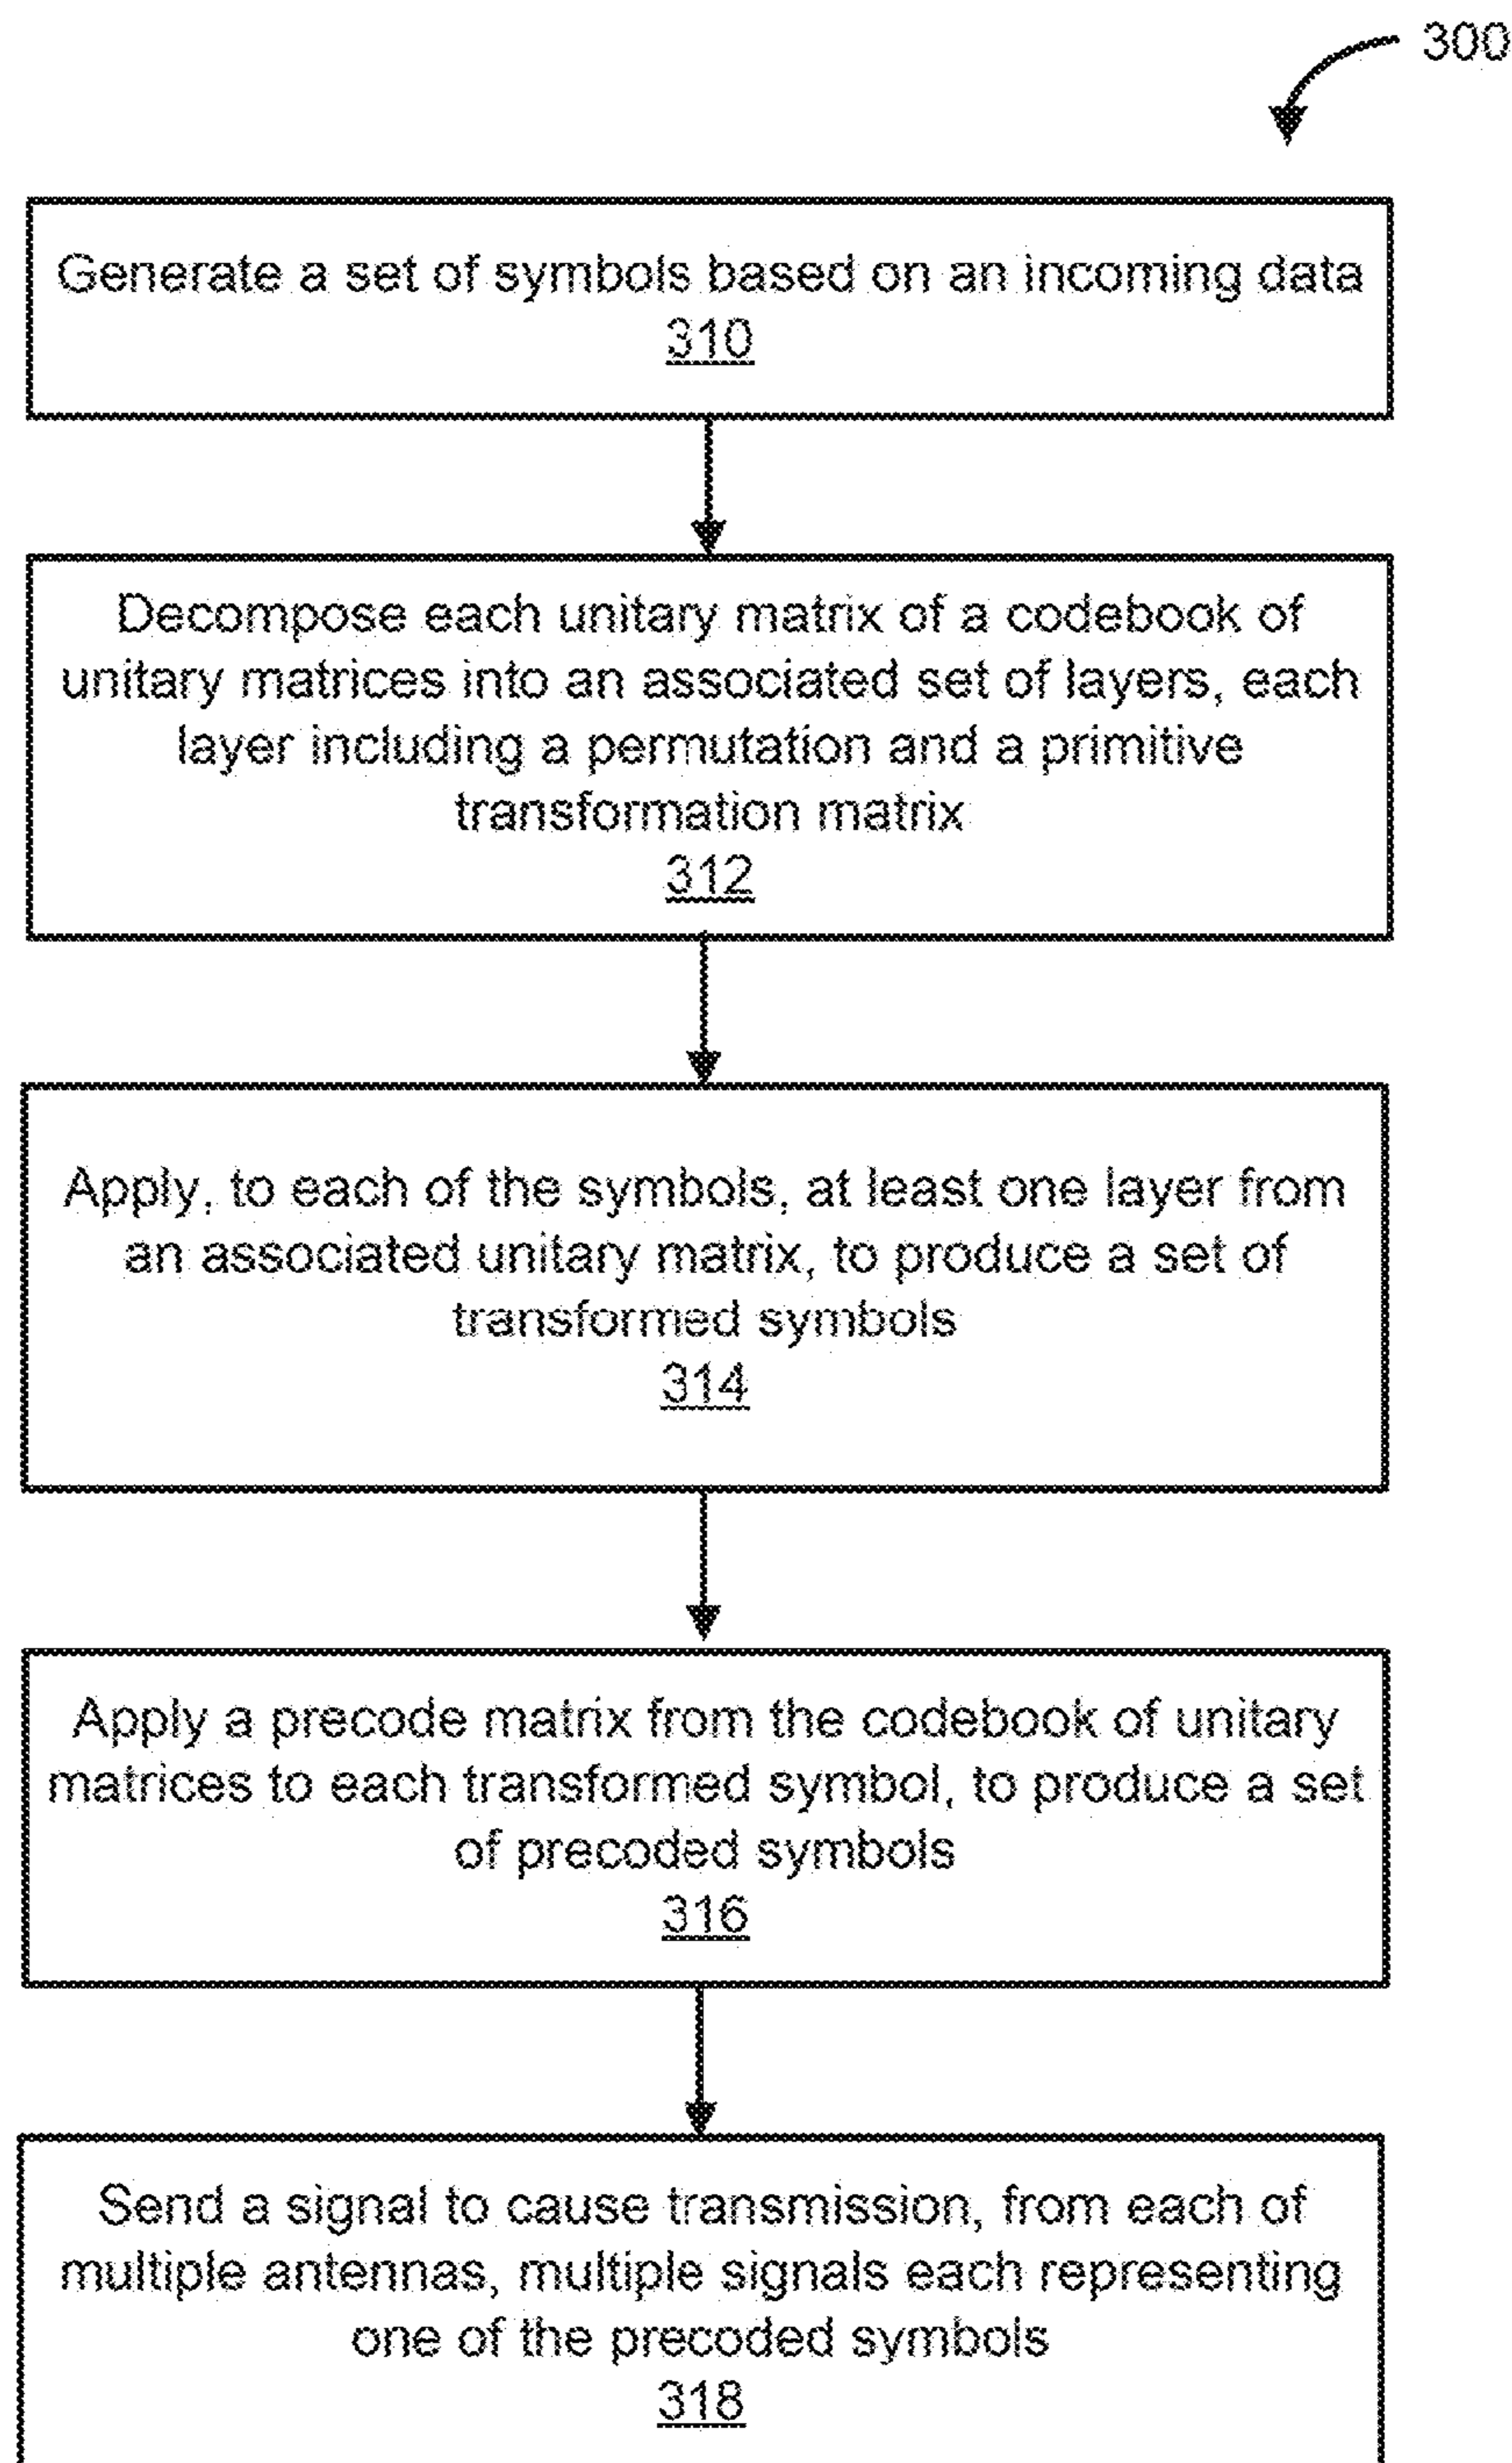 300
Generate a set of symbols based on an incoming data
310
Decompose each unitary matrix of a codebook of
unitary matrices into an associated set of layers, each
layer including a permutation and a primitive
transformation matrix
312
Apply, to each of the symbols, at least one layer from
an associated unitary matrix, to produce a set of
transformed symbols
314
Apply a precode matrix from the codebook of unitary
matrices to each transformed symbol, to produce a set
of precoded symbols
316
Send a signal to cause transmission, from each of
multiple antennas, multiple signals each representing
one of the precoded symbols
318